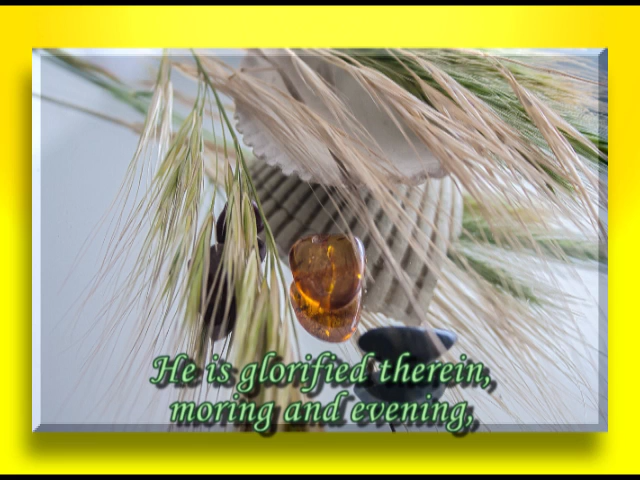 He is glorified therein,
moring and evening,